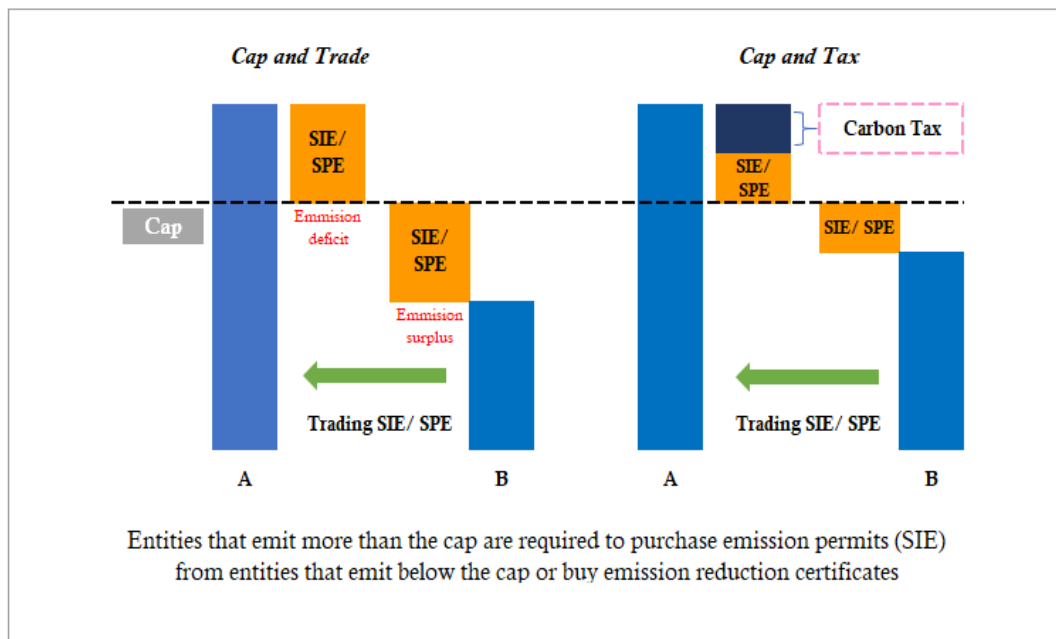 Cap and Trade
Cap and Tax
SIE/
SPE
Carbon Tax
SIE/
SPE
Cap
Emmision
deficit
SIE/
SPE
SIE/ SPE
Emmision
surplus
Trading SIE/ SPE
Trading SIE/ SPE
A
B
A
B
Entities that emit more than the cap are required to purchase emission permits (SIE)
from entities that emit below the cap or buy emission reduction certificates